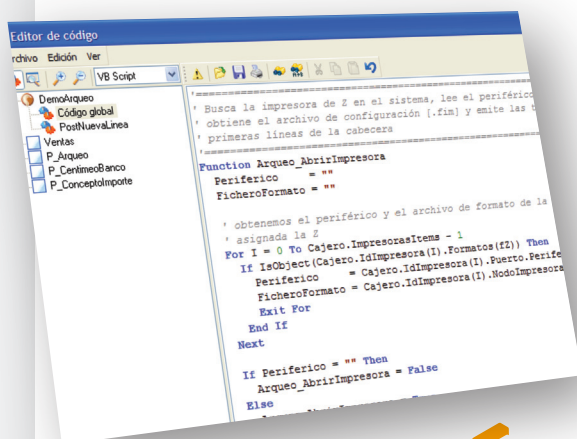 Editor de código
rchivo Edición Ver
VB Script
DemoArqueo
Código global
PostNuevaLinea
Ventas
P_Arqueo
P_CentimeoBanco
P_ConceptoImporte
'=====================================================
' Busca la impresora de Z en el sistema, lee el periférico
' obtiene el archivo de configuración [.fim] y emite las
' primeras líneas de la cabecera
'=====================================================
Function Arqueo_AbrirImpresora
Periferico = ""
FicheroFormato = ""
' obtenemos el periférico y el archivo de formato de la
' asignada la Z
For I = 0 To Cajero.ImpresorasItems - 1
If IsObject(Cajero.IdImpresora(I).Formatos(fZ)) Then
Periferico = Cajero.IdImpresora(I).Puerto.Perife
FicheroFormato = Cajero.IdImpresora(I).NodoImpresora
Exit For
End If
Next
If Periferico = "" Then
Arqueo_AbrirImpresora = False
Else